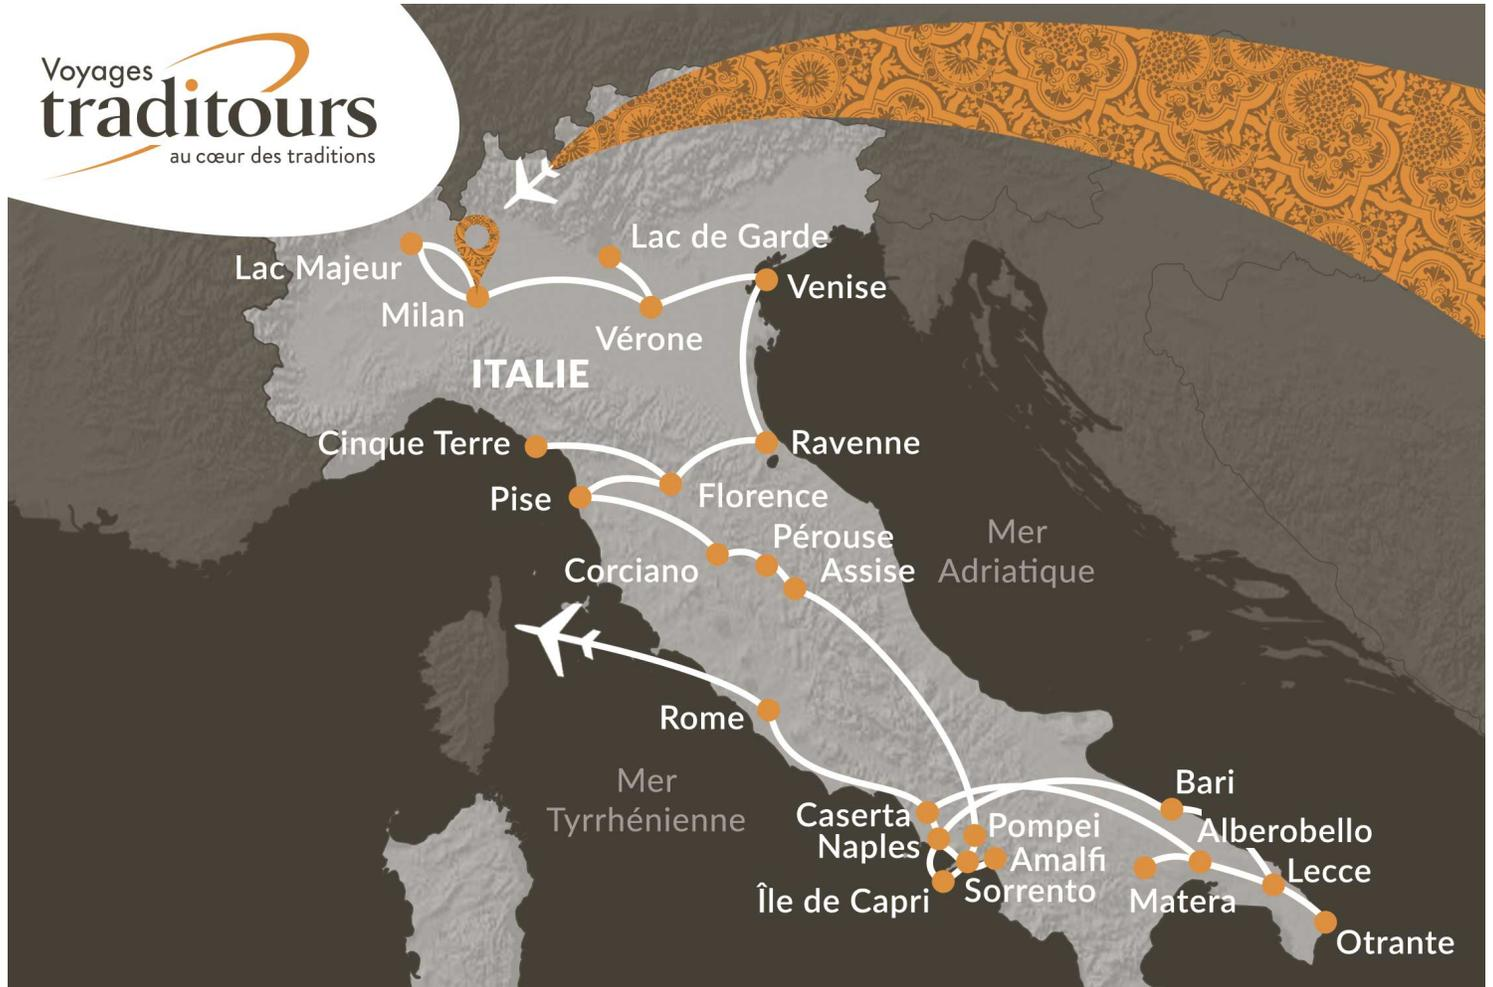 Voyages
traditours
au cœur des traditions
Lac de Garde
Lac Majeur
Venise
Milan
Vérone
ITALIE
Cinque Terre
Ravenne
Pise
Florence
Pérouse
Corciano
Assise
Mer
Adriatique
Rome
Mer
Tyrrhénienne
Bari
Caserta
Pompei
Alberobello
Naples
Amalfi
Lecce
Île de Capri
Sorrento
Matera
Otrante